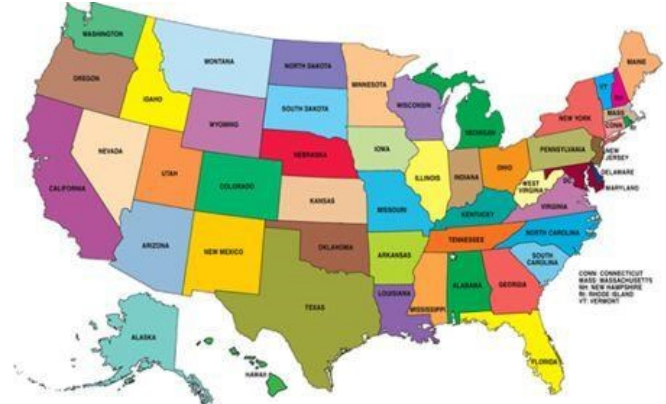 WASHINGTON
OREGON
IDAHO
MONTANA
NORTH DAKOTA
SOUTH DAKOTA
MINNESOTA
WISCONSIN
MICHIGAN
WYOMING
NEVADA
UTAH
COLORADO
CALIFORNIA
ARIZONA
NEW MEXICO
NEBRASKA
KANSAS
OKLAHOMA
TEXAS
IOWA
MISSOURI
ARKANSAS
LOUISIANA
ILLINOIS
INDIANA
OHIO
KENTUCKY
TENNESSEE
MISSISSIPPI
ALABAMA
GEORGIA
FLORIDA
SOUTH
CAROLINA
NORTH CAROLINA
VIRGINIA
WEST
VIRGINIA
PENNSYLVANIA
NEW YORK
VT
NH
MAINE
MASS
CONN
RI
NEW
JERSEY
DELAWARE
MARYLAND
DC
ALASKA
HAWAII
CONN: CONNECTICUT
MASS: MASSACHUSETTS
NH: NEW HAMPSHIRE
RI: RHODE ISLAND
VT: VERMONT